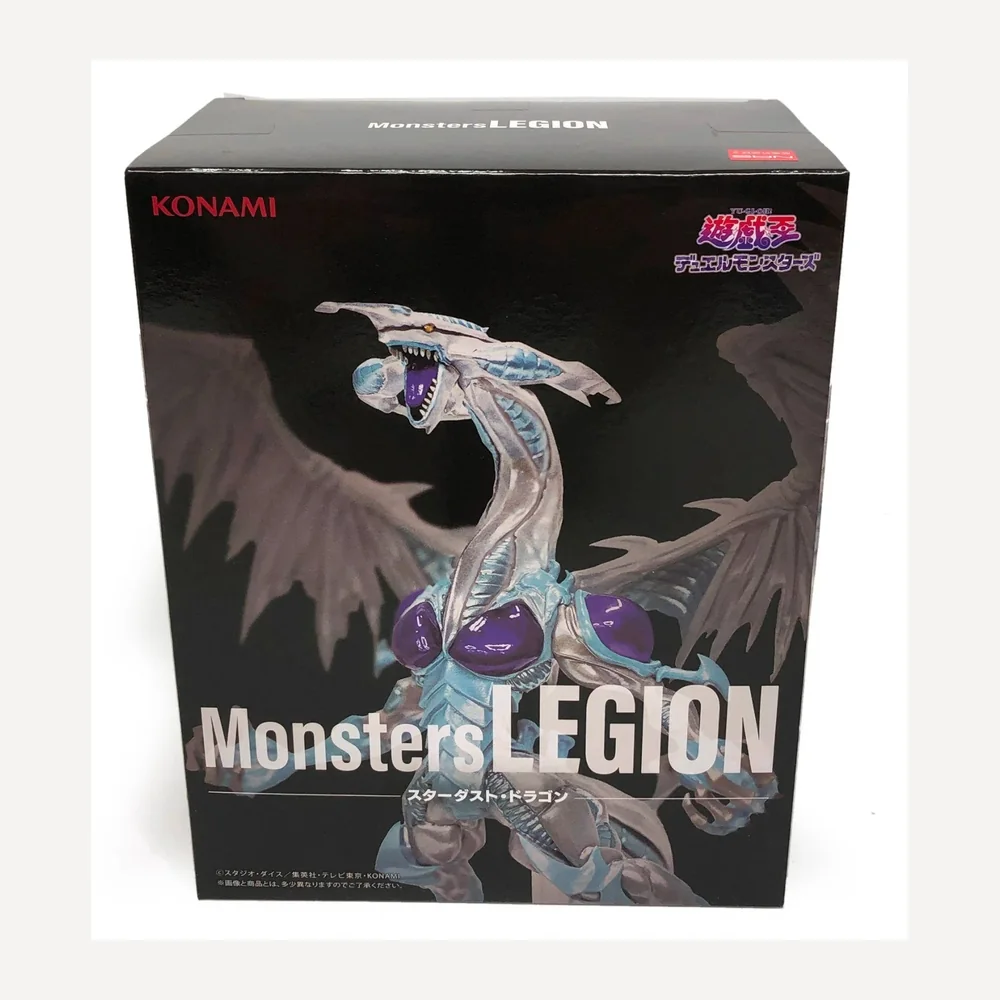 Monsters LEGION
KONAMI
YU-GI-OH!
遊戯王
デュエルモンスターズ
Monsters LEGION
スターダスト・ドラゴン
©スタジオ・ダイス／集英社・テレビ東京・KONAMI
※画像と商品とは、多少異なりますのでご了承ください。